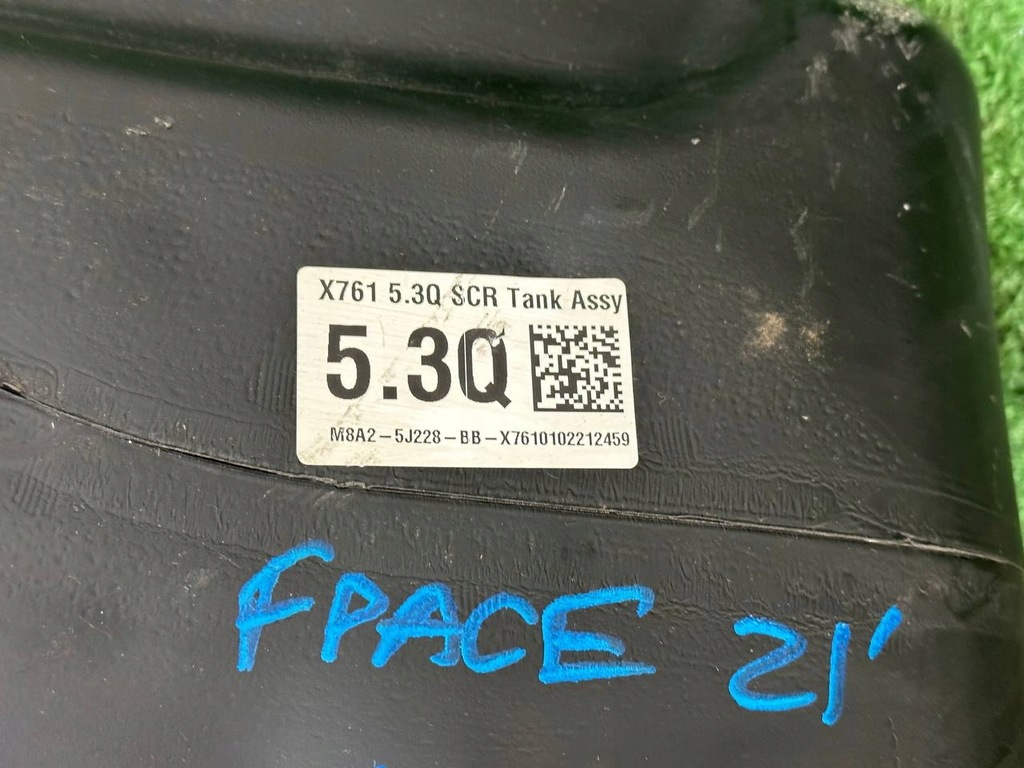 X761 5.3Q SCR Tank Assy
5.3Q
M8A2-5J228-BB-X7610102212459
FPACE 21'